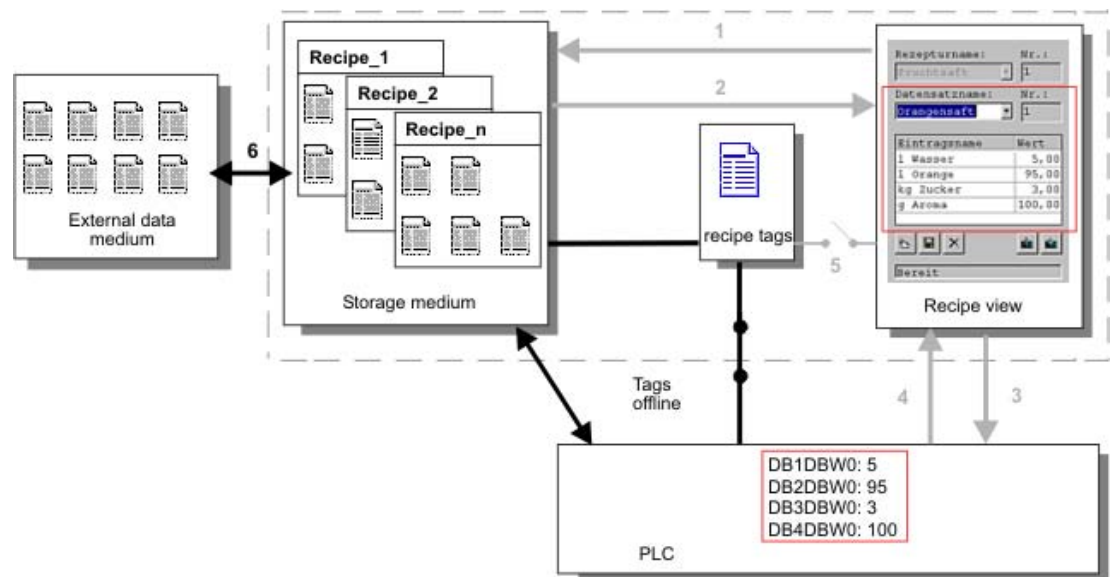 1
Recipe_1
Recipe_2
Recipe_n
2
6
External data
medium
Storage medium
recipe tags
5
Rezepturname:
Nr.:
Fruchtsaft
1
Datensatzname:
Nr.:
Orangensaft
1
Eintragsname
Wert
l Wasser
5,00
l Orange
95,00
kg Zucker
3,00
g Aroma
100,00
Bereit
Recipe view
Tags
offline
4
3
DB1DBW0: 5
DB2DBW0: 95
DB3DBW0: 3
DB4DBW0: 100
PLC